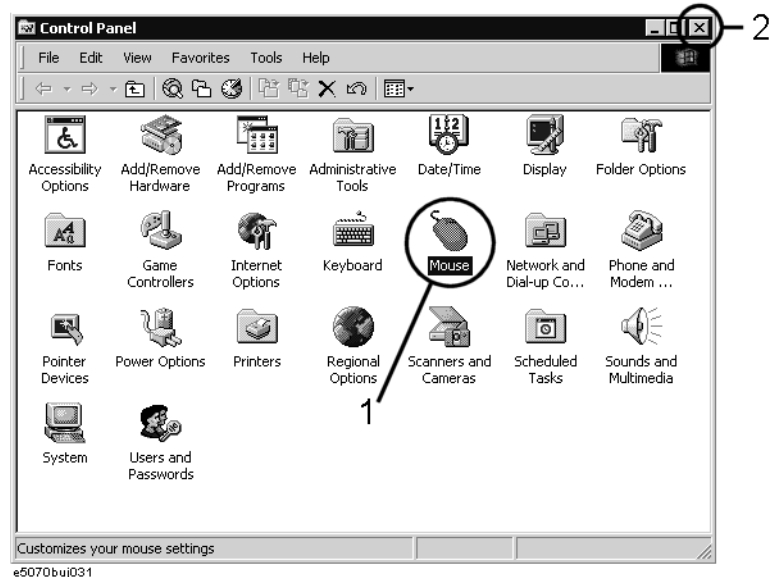 Control Panel
2
File Edit View Favorites Tools Help
Accessibility Options
Add/Remove Hardware
Add/Remove Programs
Administrative Tools
Date/Time
Display
Folder Options
Fonts
Game Controllers
Internet Options
Keyboard
Mouse
Network and Dial-up Co...
Phone and Modem ...
Pointer Devices
Power Options
Printers
Regional Options
Scanners and Cameras
Scheduled Tasks
Sounds and Multimedia
1
System
Users and Passwords
Customizes your mouse settings
e5070bui031